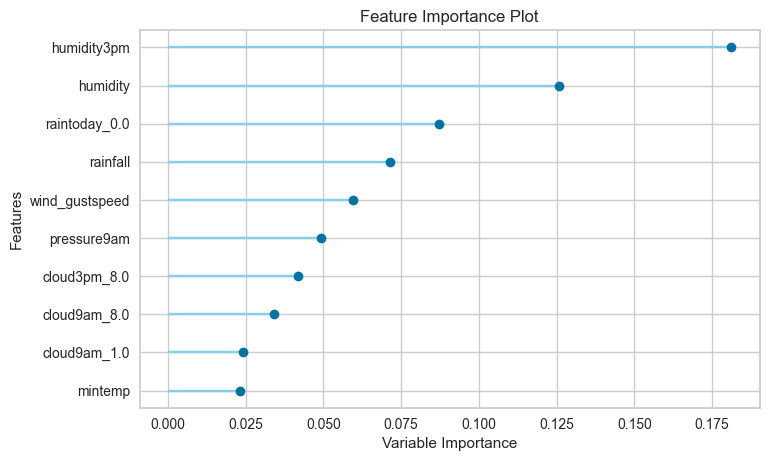 Feature Importance Plot
humidity3pm
humidity
raintoday_0.0
rainfall
wind_gustspeed
pressure9am
cloud3pm_8.0
cloud9am_8.0
cloud9am_1.0
mintemp
Features
0.000 0.025 0.050 0.075 0.100 0.125 0.150 0.175
Variable Importance